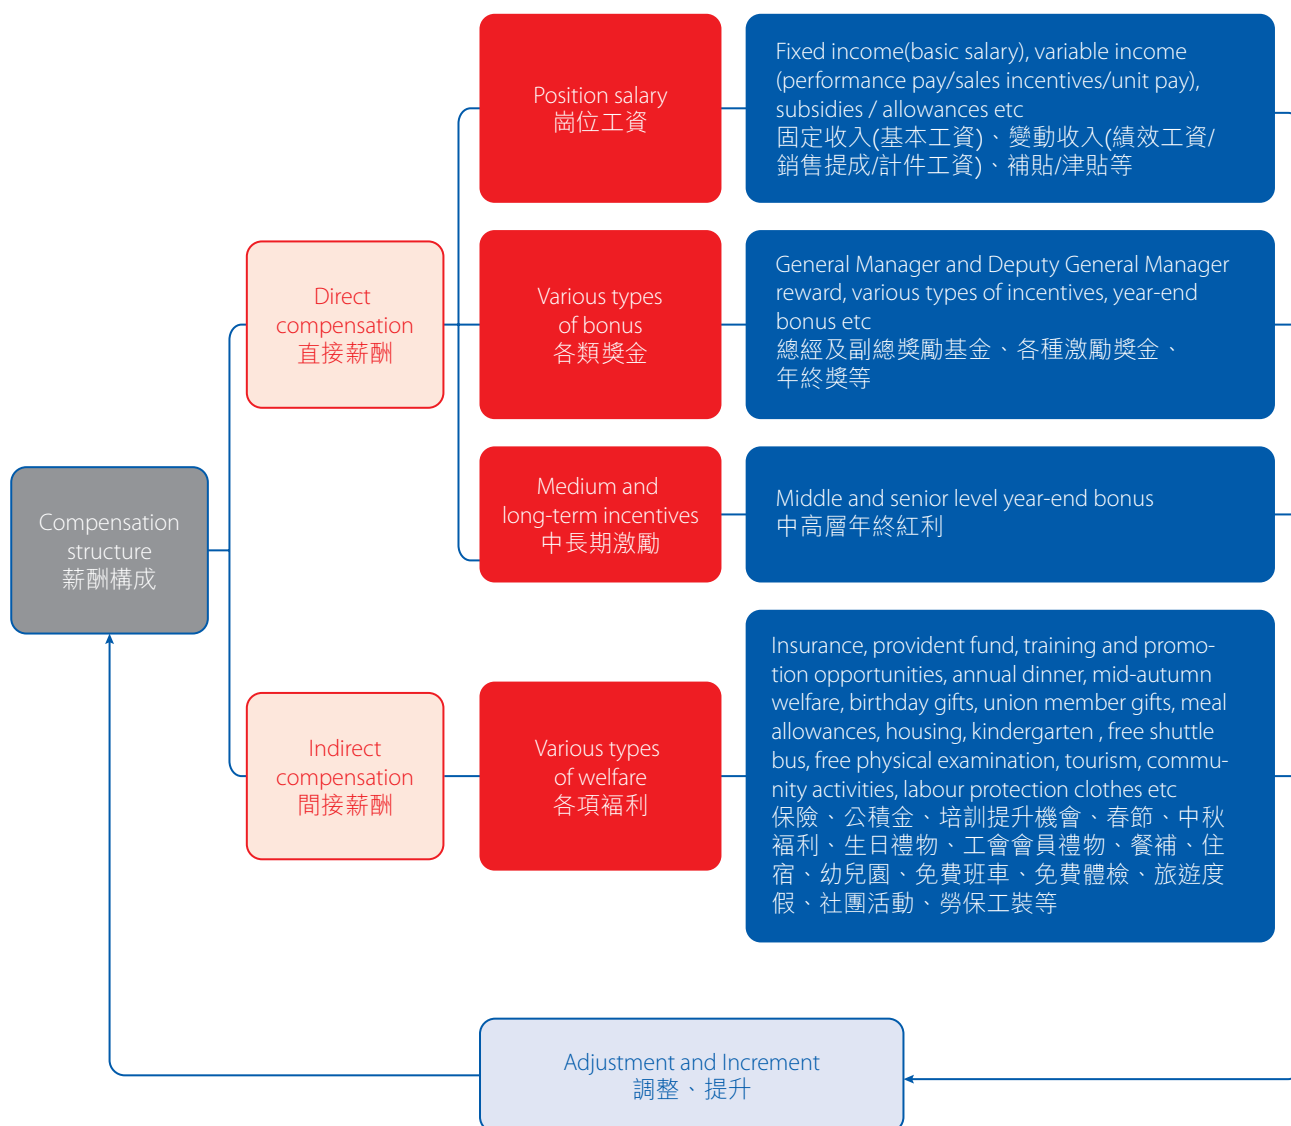 Position salary
崗位工資
Fixed income(basic salary), variable income
(performance pay/sales incentives/unit pay),
subsidies / allowances etc
固定收入(基本工資)、變動收入(績效工資/
銷售提成/計件工資)、補貼/津貼等
Direct
compensation
直接薪酬
Various types
of bonus
各類獎金
General Manager and Deputy General Manager
reward, various types of incentives, year-end
bonus etc
總經及副總獎勵基金、各種激勵獎金、
年終獎等
Medium and
long-term incentives
中長期激勵
Middle and senior level year-end bonus
中高層年終紅利
Compensation
structure
薪酬構成
Indirect
compensation
間接薪酬
Various types
of welfare
各項福利
Insurance, provident fund, training and promo-
tion opportunities, annual dinner, mid-autumn
welfare, birthday gifts, union member gifts, meal
allowances, housing, kindergarten , free shuttle
bus, free physical examination, tourism, commu-
nity activities, labour protection clothes etc
保險、公積金、培訓提升機會、春節、中秋
福利、生日禮物、工會會員禮物、餐補、住
宿、幼兒園、免費班車、免費體檢、旅遊度
假、社團活動、勞保工裝等
Adjustment and Increment
調整、提升